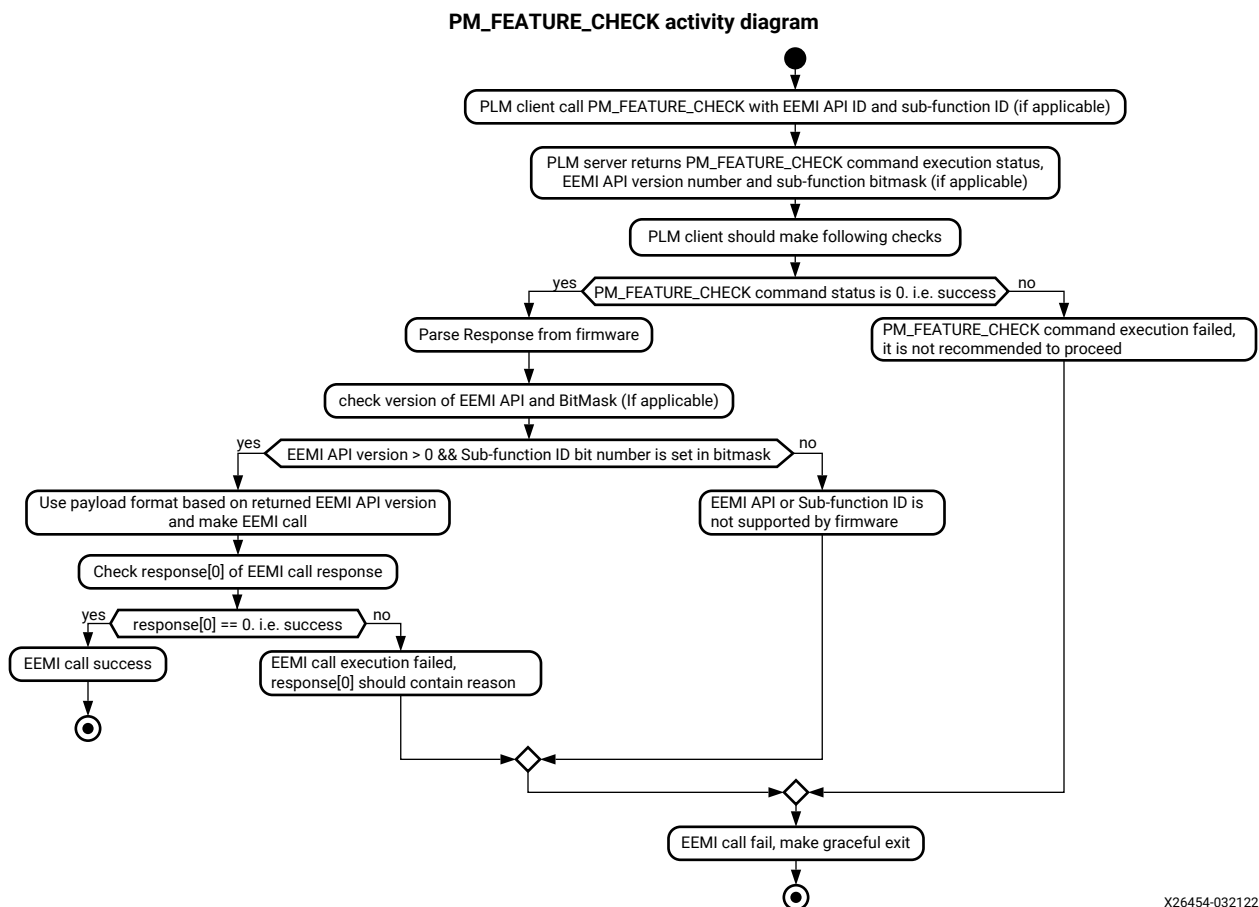 PM_FEATURE_CHECK activity diagram
PLM client call PM_FEATURE_CHECK with EEMI API ID and sub-function ID (if applicable)
PLM server returns PM_FEATURE_CHECK command execution status,
EEMI API version number and sub-function bitmask (if applicable)
PLM client should make following checks
yes
PM_FEATURE_CHECK command status is 0. i.e. success
no
Parse Response from firmware
PM_FEATURE_CHECK command execution failed,
it is not recommended to proceed
check version of EEMI API and BitMask (If applicable)
yes
EEMI API version > 0 && Sub-function ID bit number is set in bitmask
no
Use payload format based on returned EEMI API version
and make EEMI call
EEMI API or Sub-function ID is
not supported by firmware
Check response[0] of EEMI call response
yes
response[0] == 0. i.e. success
no
EEMI call success
EEMI call execution failed,
response[0] should contain reason
EEMI call fail, make graceful exit
X26454-032122